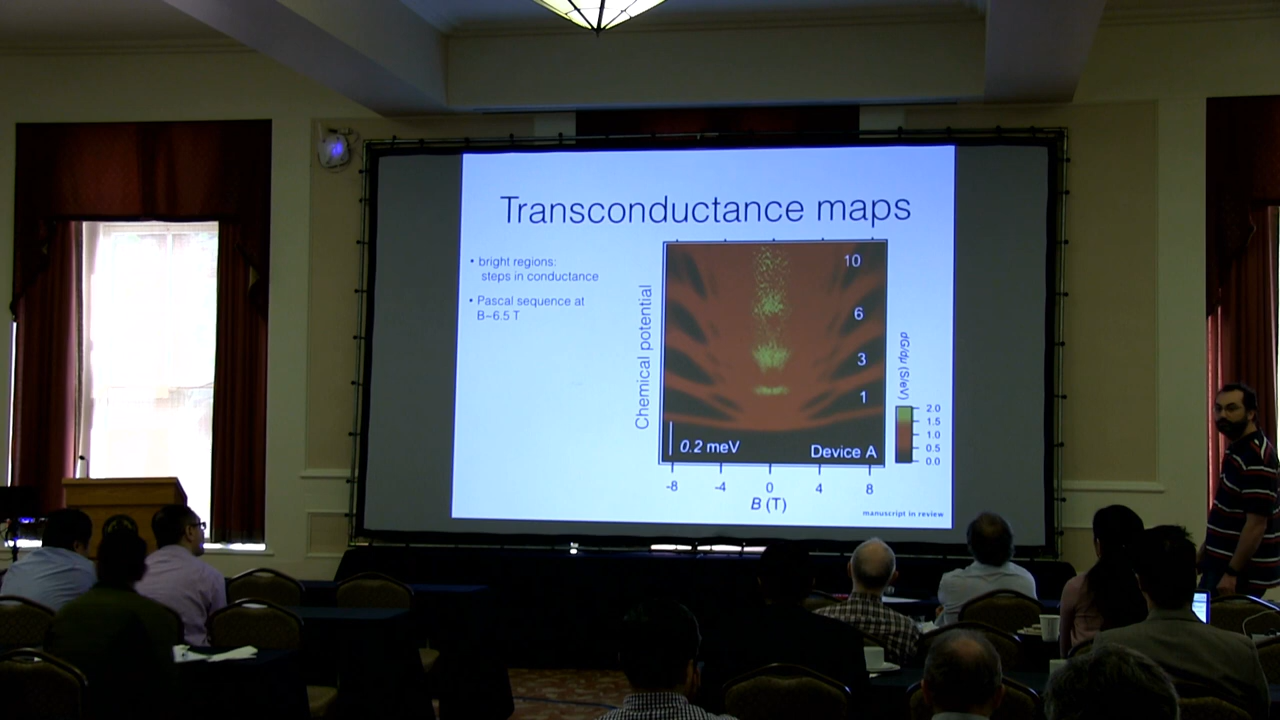 Transconductance maps
• bright regions:
steps in conductance
• Pascal sequence at
B~6.5 T
Chemical potential
10
6
3
1
0.2 meV
Device A
-8 -4 0 4 8
B (T)
dG/dμ (S/eV)
2.0
1.5
1.0
0.5
0.0
manuscript in review